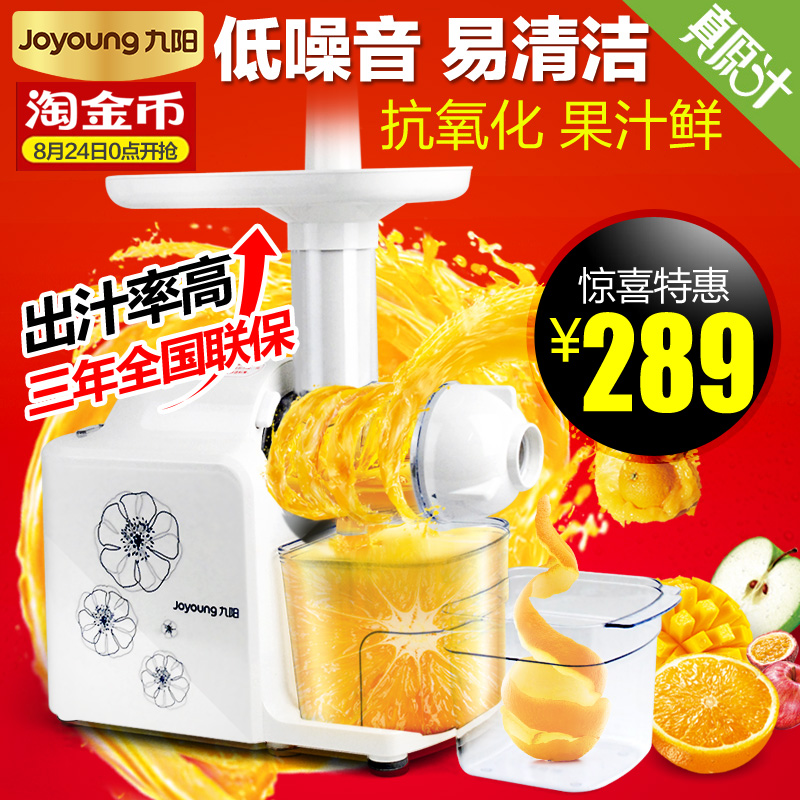 Joyoung 九阳
低噪音 易清洁
真原汁
淘金币
8月24日0点开抢
抗氧化 果汁鲜
出汁率高
三年全国联保
惊喜特惠
¥289
Joyoung 九阳